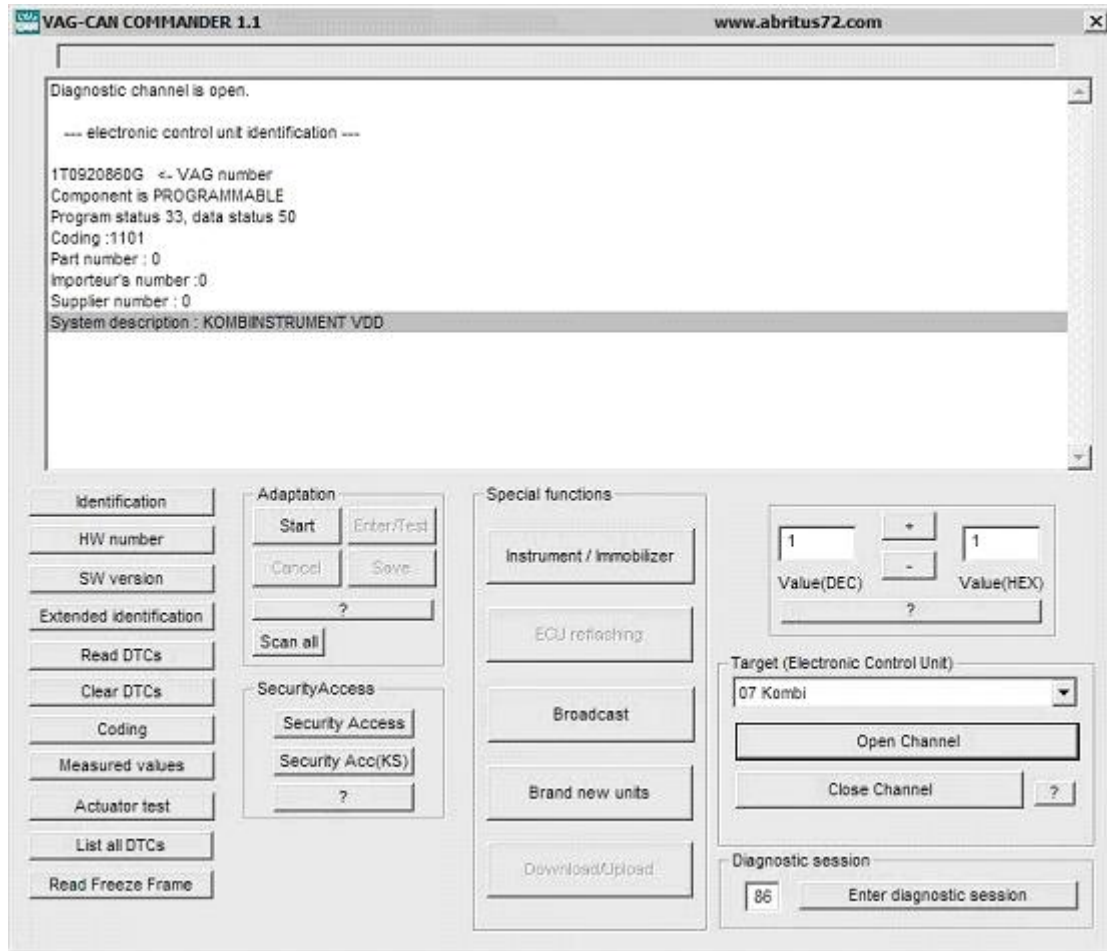 VAG-CAN COMMANDER 1.1 www.abritus72.com
Diagnostic channel is open.
--- electronic control unit identification ---
1T0920860G <- VAG number
Component is PROGRAMMABLE
Program status 33, data status 50
Coding :1101
Part number : 0
Importeur's number :0
Supplier number : 0
System description : KOMBIINSTRUMENT VDD
Identification
HW number
SW version
Extended identification
Read DTCs
Clear DTCs
Coding
Measured values
Actuator test
List all DTCs
Read Freeze Frame
Adaptation
Start Enter/Test
Cancel Save
?
Scan all
SecurityAccess
Security Access
Security Acc(KS)
?
Special functions
Instrument / Immobilizer
ECU reflashing
Broadcast
Brand new units
Download/Upload
1 + 1
-
Value(DEC) Value(HEX)
?
Target (Electronic Control Unit)
07 Kombi
Open Channel
Close Channel ?
Diagnostic session
86 Enter diagnostic session